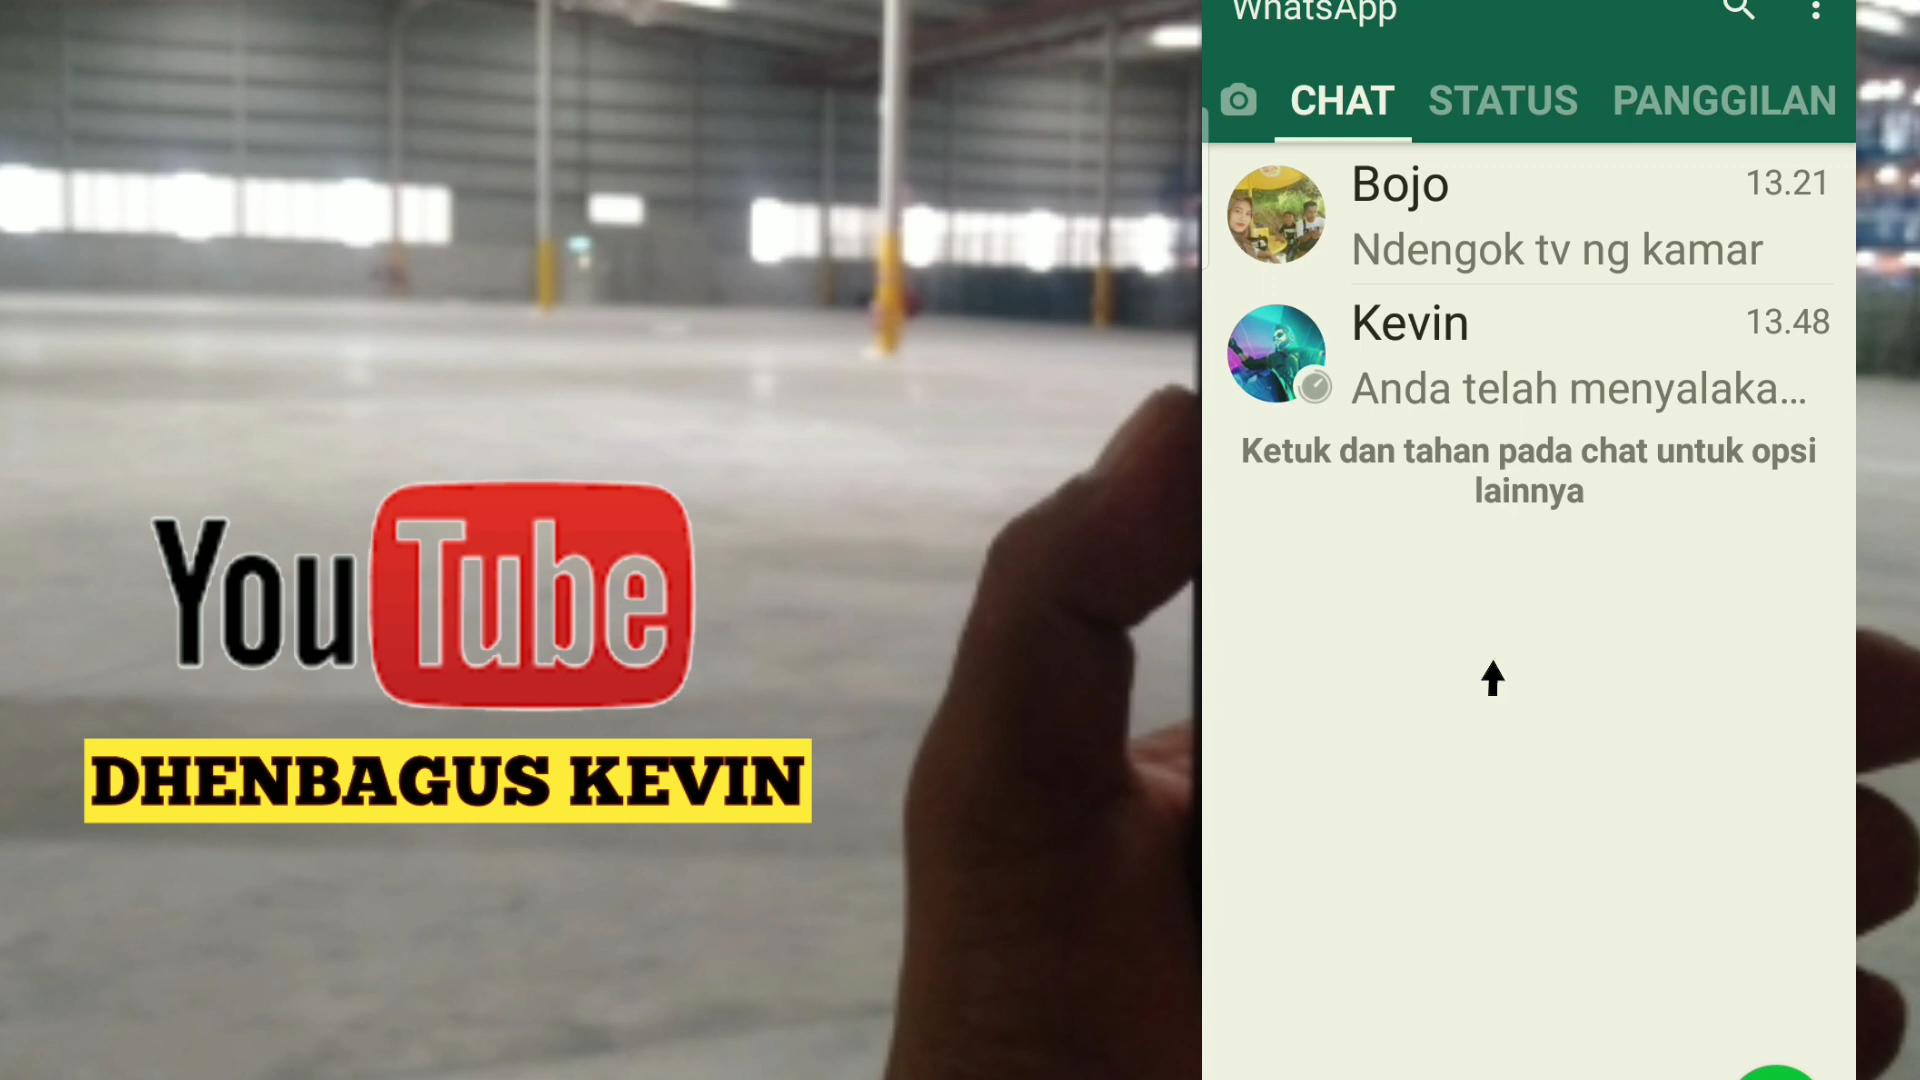 YouTube
DHENBAGUS KEVIN
WhatsApp
CHAT STATUS PANGGILAN
Bojo 13.21
Ndengok tv ng kamar
Kevin 13.48
Anda telah menyalaka...
Ketuk dan tahan pada chat untuk opsi
lainnya